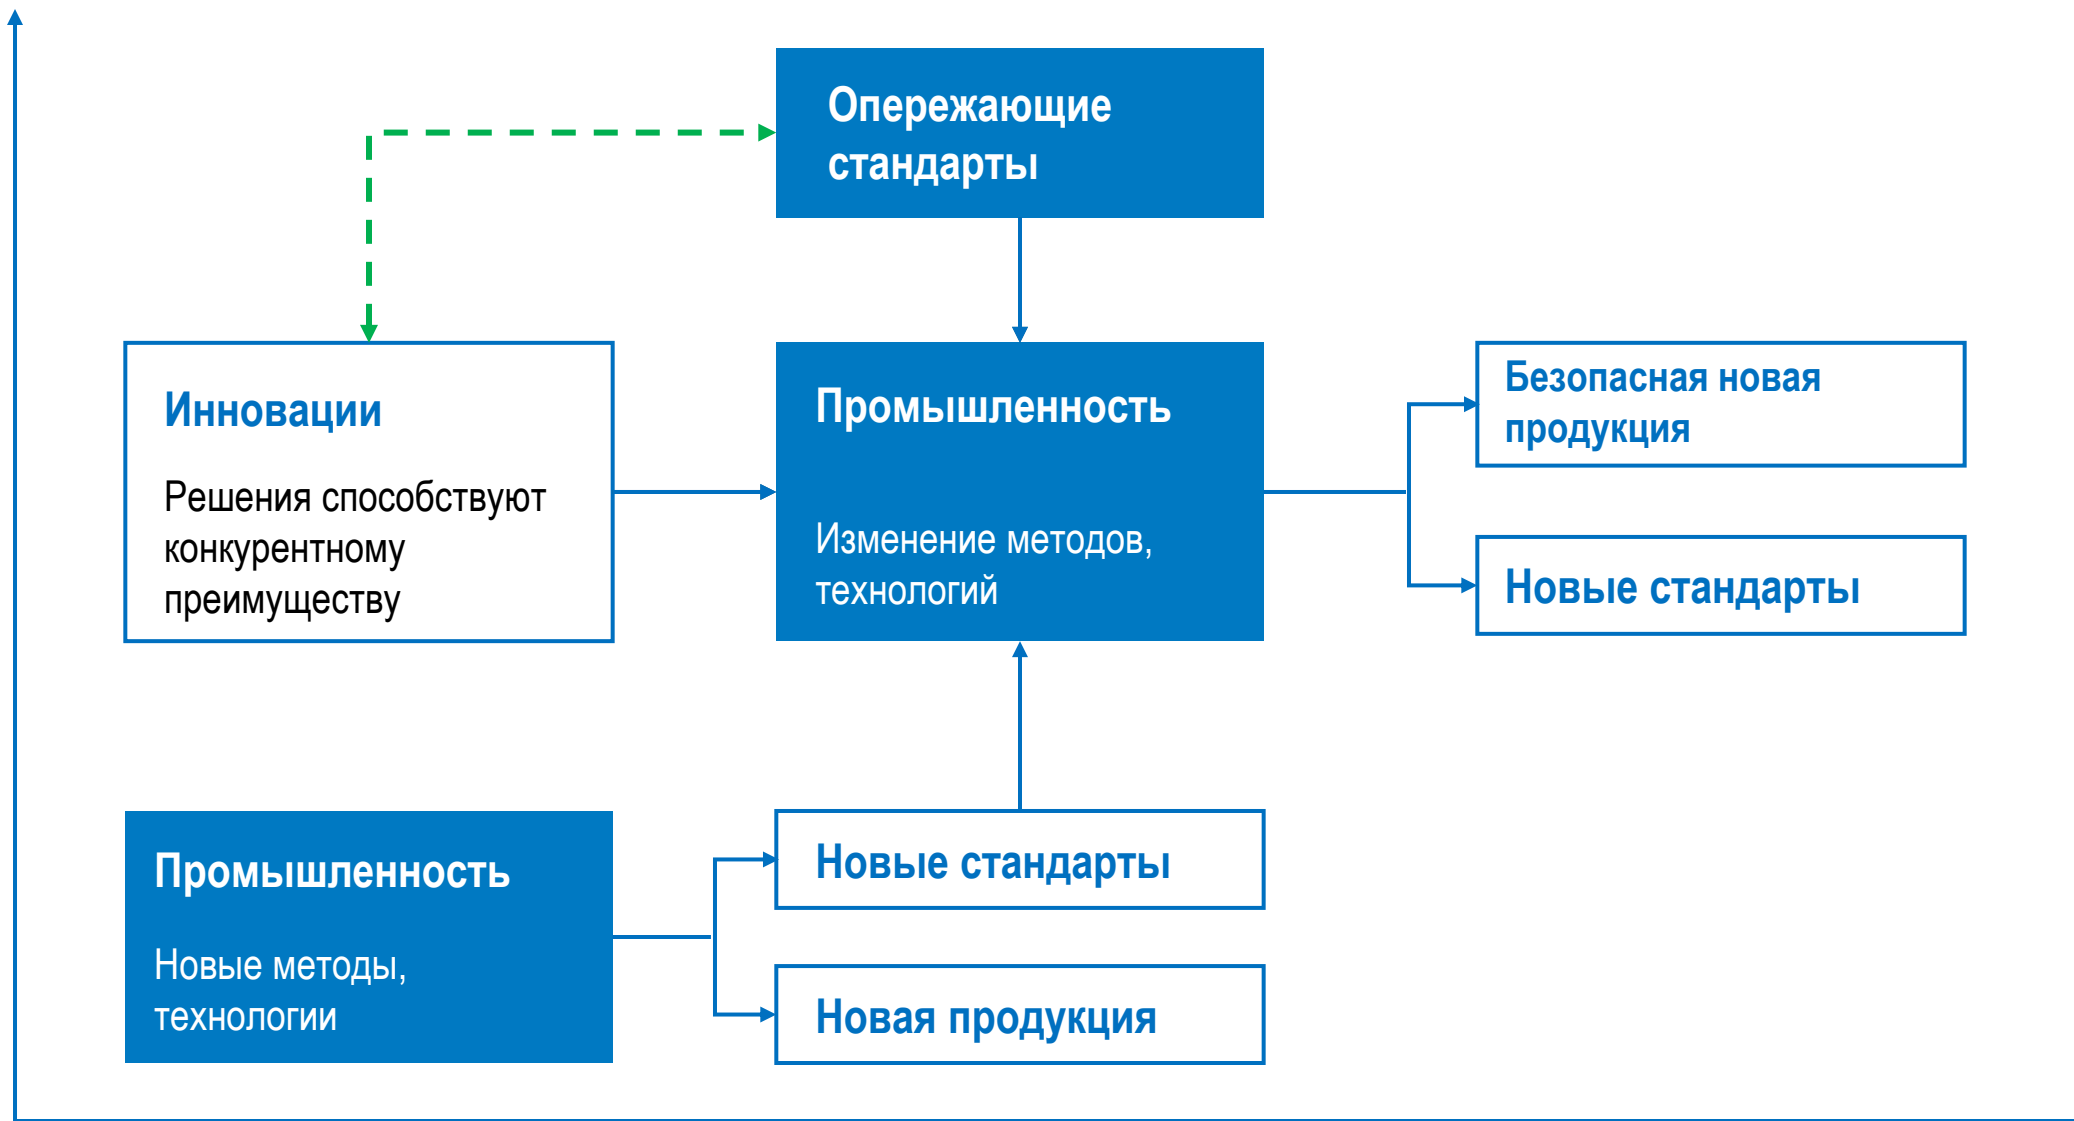 Опережающие
стандарты
Инновации
Решения способствуют
конкурентному
преимуществу
Промышленность
Изменение методов,
технологий
Безопасная новая
продукция
Новые стандарты
Промышленность
Новые методы,
технологии
Новые стандарты
Новая продукция